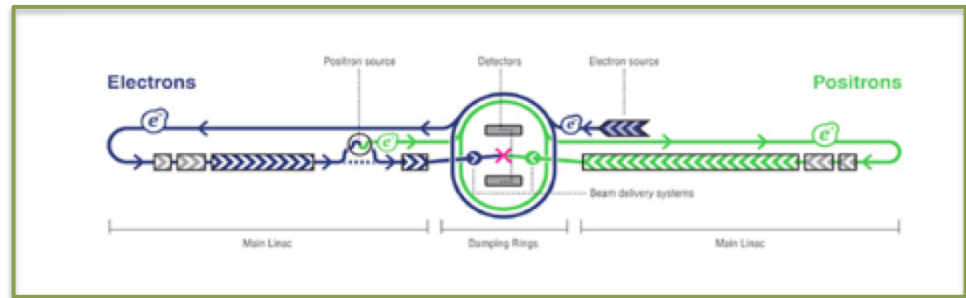 Positron source
Detectors
Electron source
Electrons
Positrons
e⁻
e⁻
e⁺
e⁺
Beam delivery systems
Main Linac
Damping Rings
Main Linac